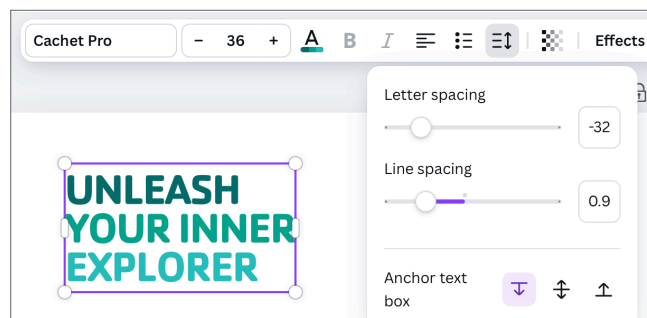 Cachet Pro – 36 + A B I Effects
Letter spacing
-32
Line spacing
0.9
Anchor text
box
UNLEASH
YOUR INNER
EXPLORER